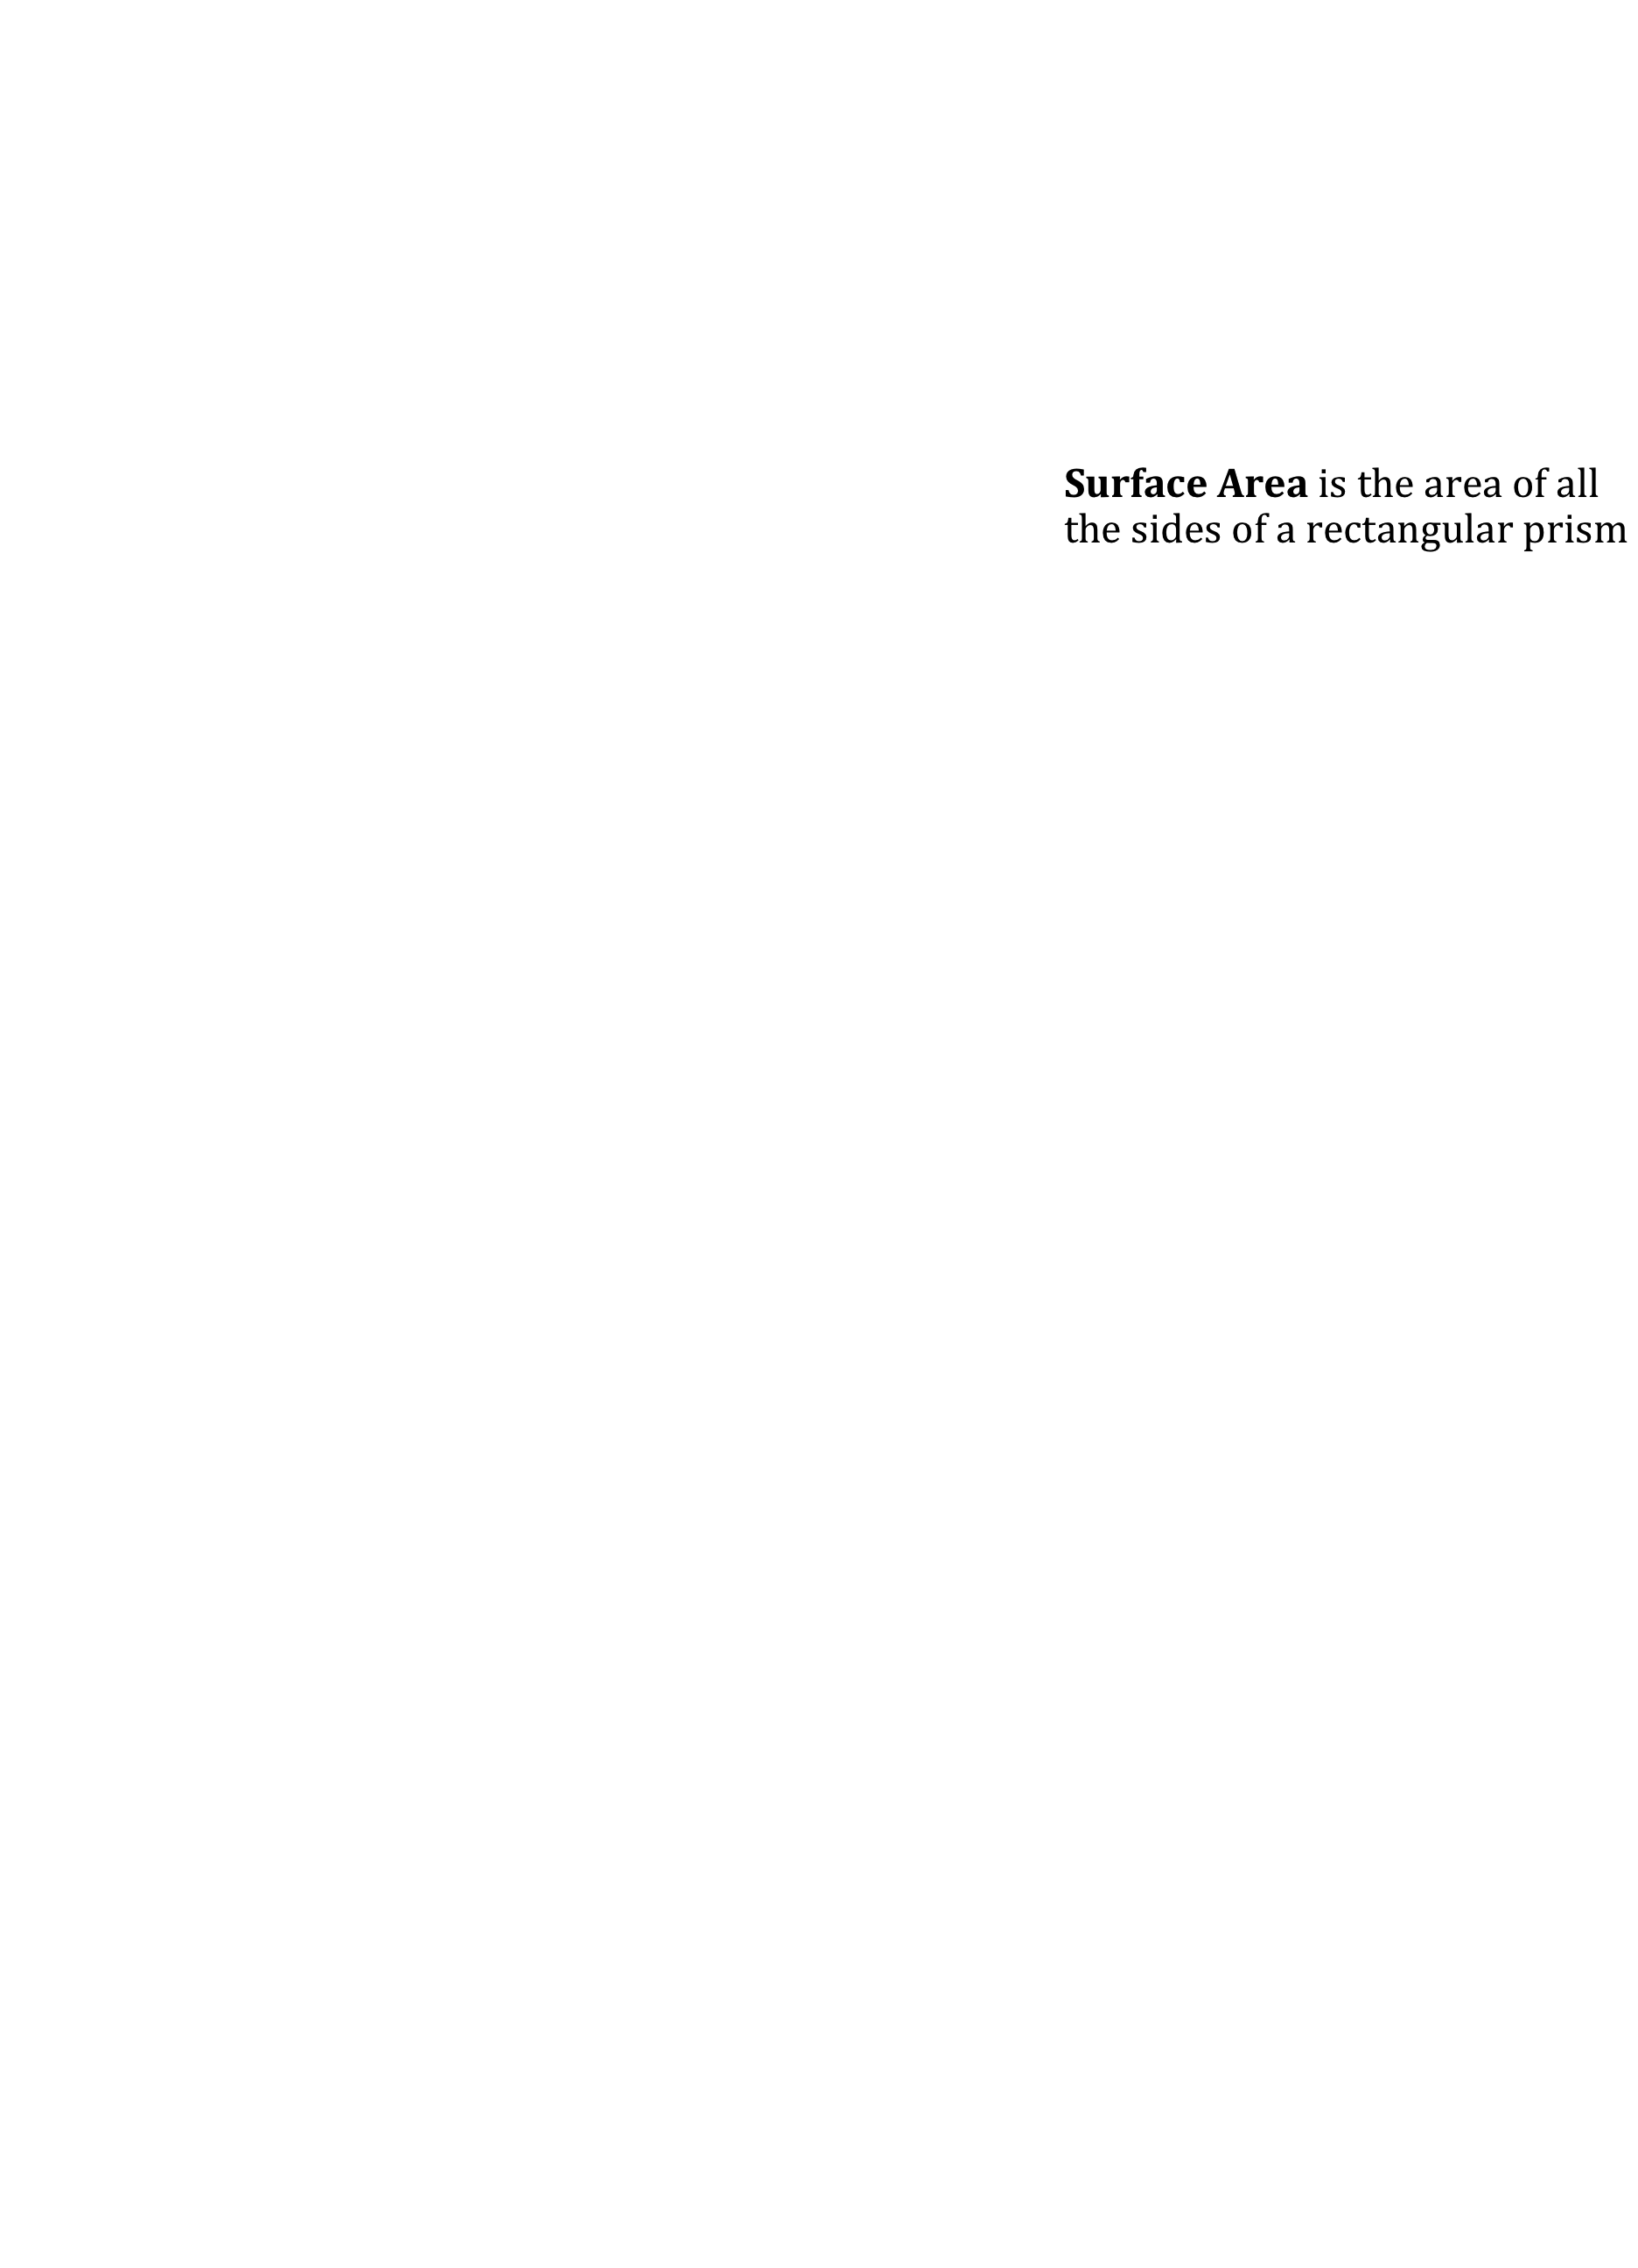 Surface Area is the area of all
the sides of a rectangular prism